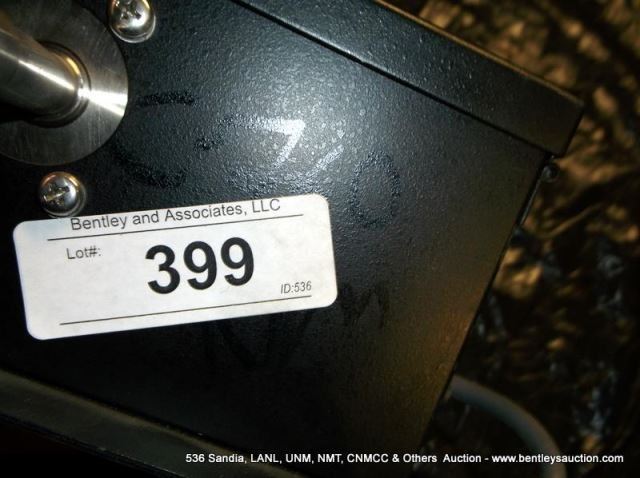 Bentley and Associates, LLC
Lot#:
399
ID:536
536 Sandia, LANL, UNM, NMT, CNMCC & Others Auction - www.bentleysauction.com